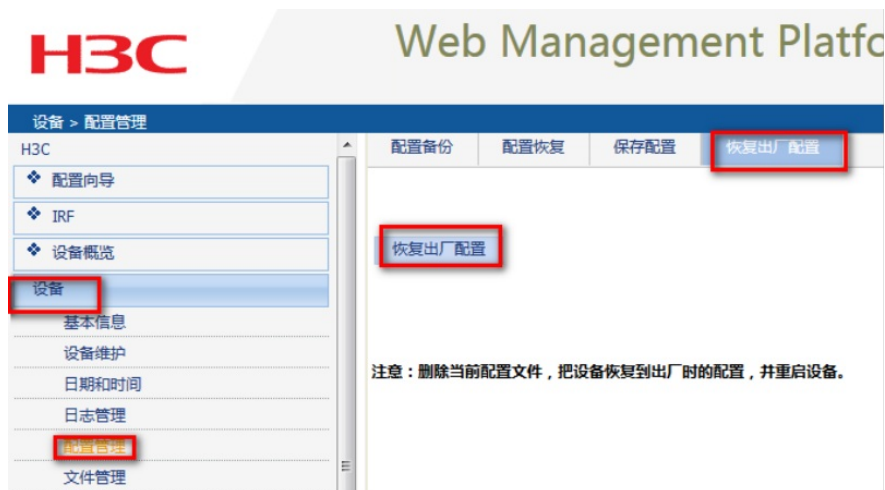 H3C
Web Management Platfo
设备 > 配置管理
H3C
配置向导
IRF
设备概览
设备
基本信息
设备维护
日期和时间
日志管理
配置管理
文件管理
配置备份 配置恢复 保存配置 恢复出厂配置
恢复出厂配置
注意：删除当前配置文件，把设备恢复到出厂时的配置，并重启设备。